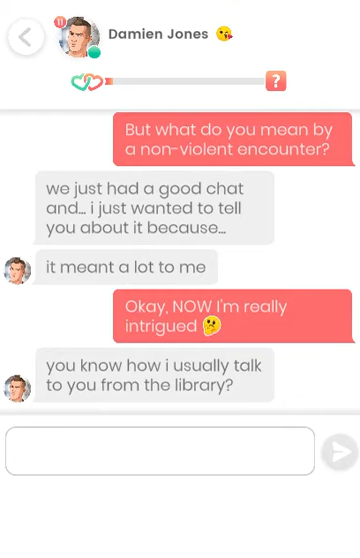 11
Damien Jones 😘
?
But what do you mean by
a non-violent encounter?
we just had a good chat
and... i just wanted to tell
you about it because...
it meant a lot to me
Okay, NOW I'm really
intrigued 🤔
you know how i usually talk
to you from the library?